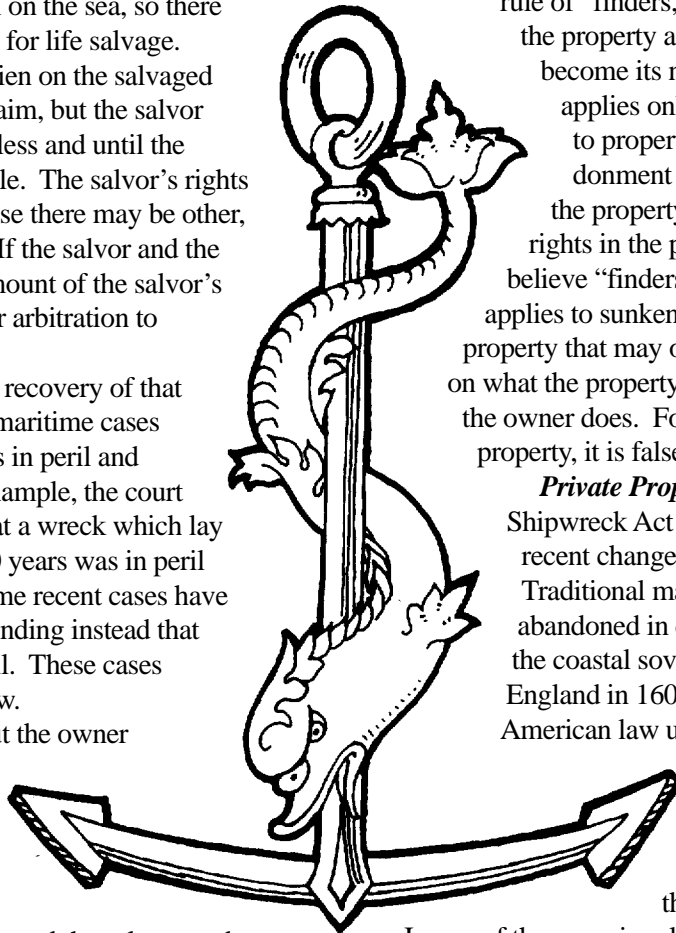 on the sea, so there
for life salvage.
ien on the salvaged
aim, but the salvor
less and until the
le. The salvor’s rights
se there may be other,
If the salvor and the
nount of the salvor’s
r arbitration to
recovery of that
maritime cases
s in peril and
xample, the court
at a wreck which lay
0 years was in peril
me recent cases have
nding instead that
l. These cases
w.
ut the owner
rule of “finders,
the property a
become its
applies onl
to proper
donment
the property
rights in the p
believe “finders
applies to sunken
property that may o
on what the property
the owner does. Fo
property, it is false
Private Prop
Shipwreck Act
recent change
Traditional ma
abandoned in
the coastal sov
England in 160
American law u
th